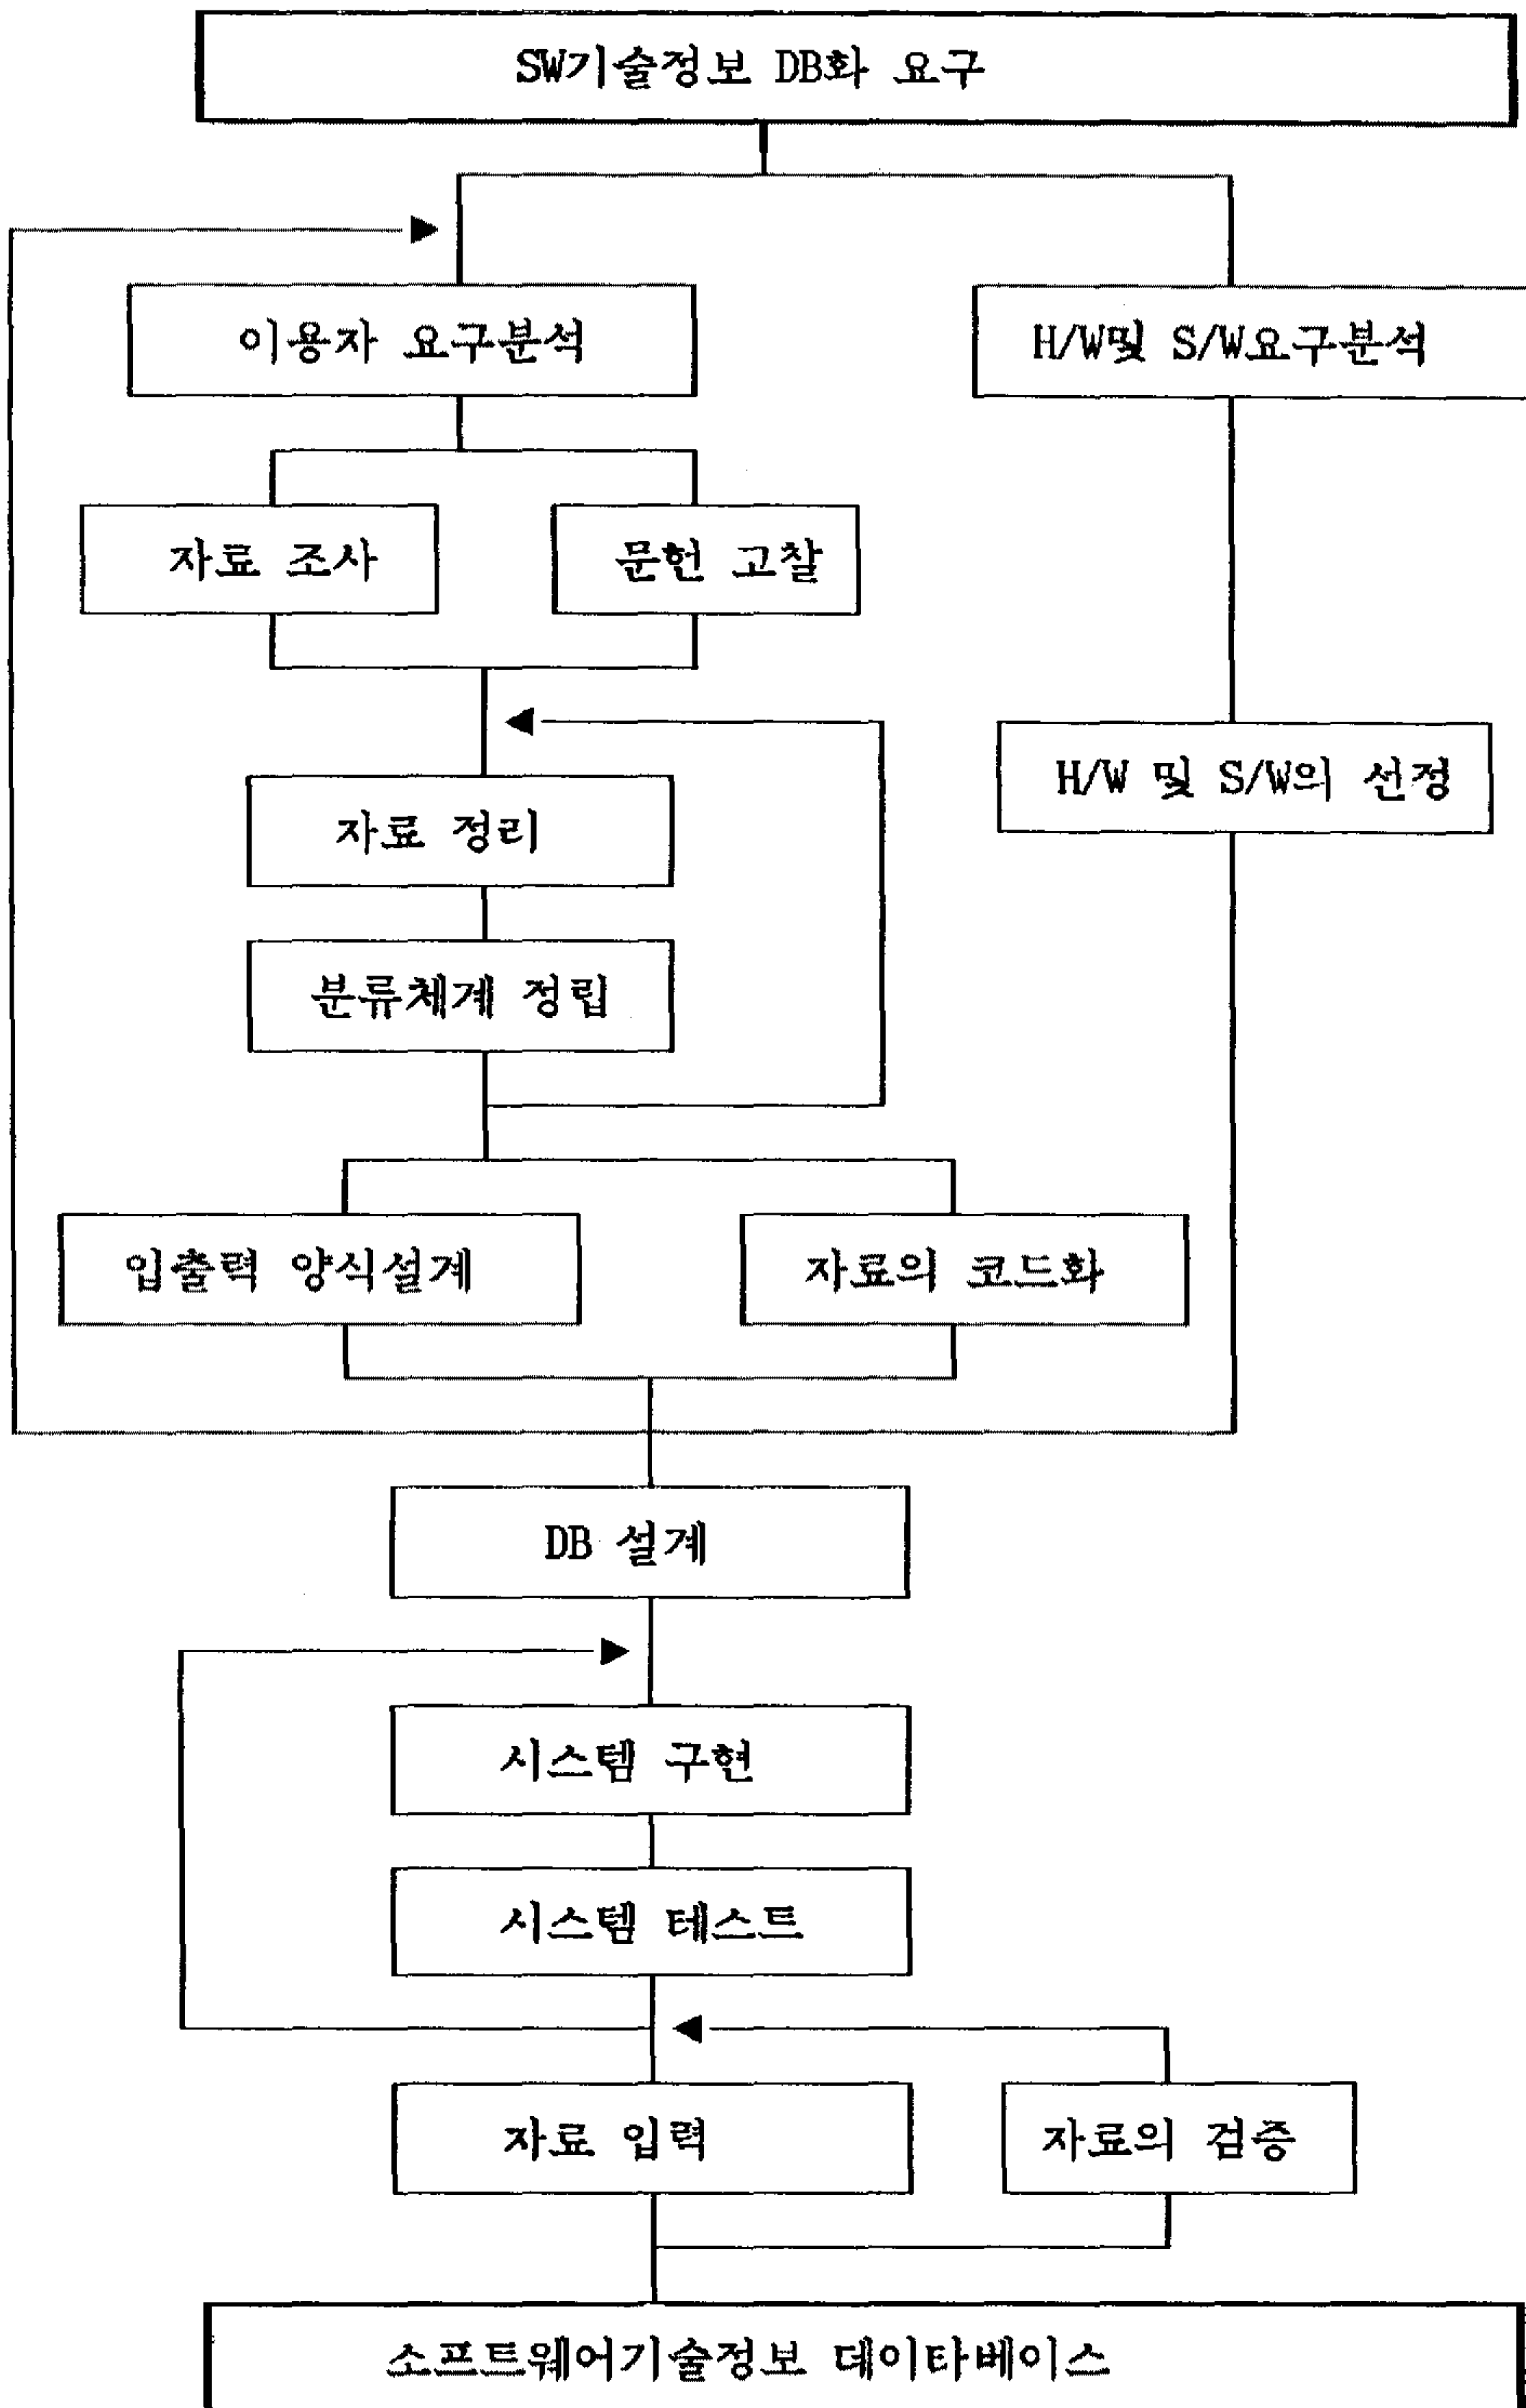 SW기술정보 DB화 요구
이용자 요구분석
H/W및 S/W요구분석
자료 조사
문헌 고찰
자료 정리
H/W 및 S/W의 선정
분류체계 정립
입출력 양식설계
자료의 코드화
DB 설계
시스템 구현
시스템 테스트
자료 입력
자료의 검증
소프트웨어기술정보 데이타베이스